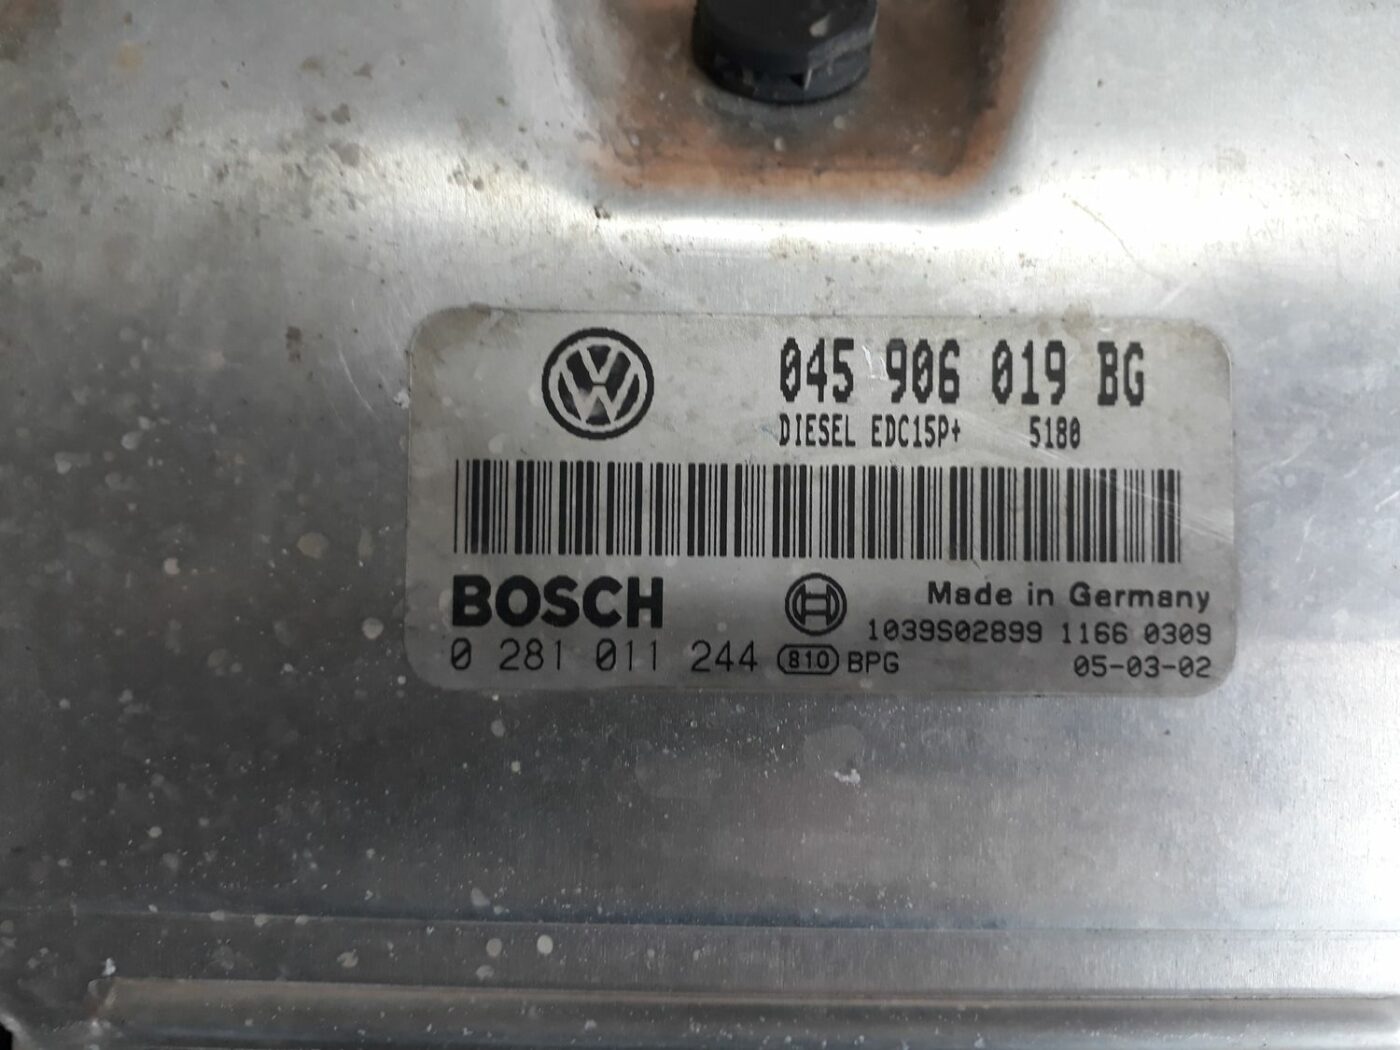 045 906 019 BG
DIESEL EDC15P+ 5180
BOSCH
Made in Germany
1039S02899 1166 0309
0 281 011 244 810 BPG 05-03-02